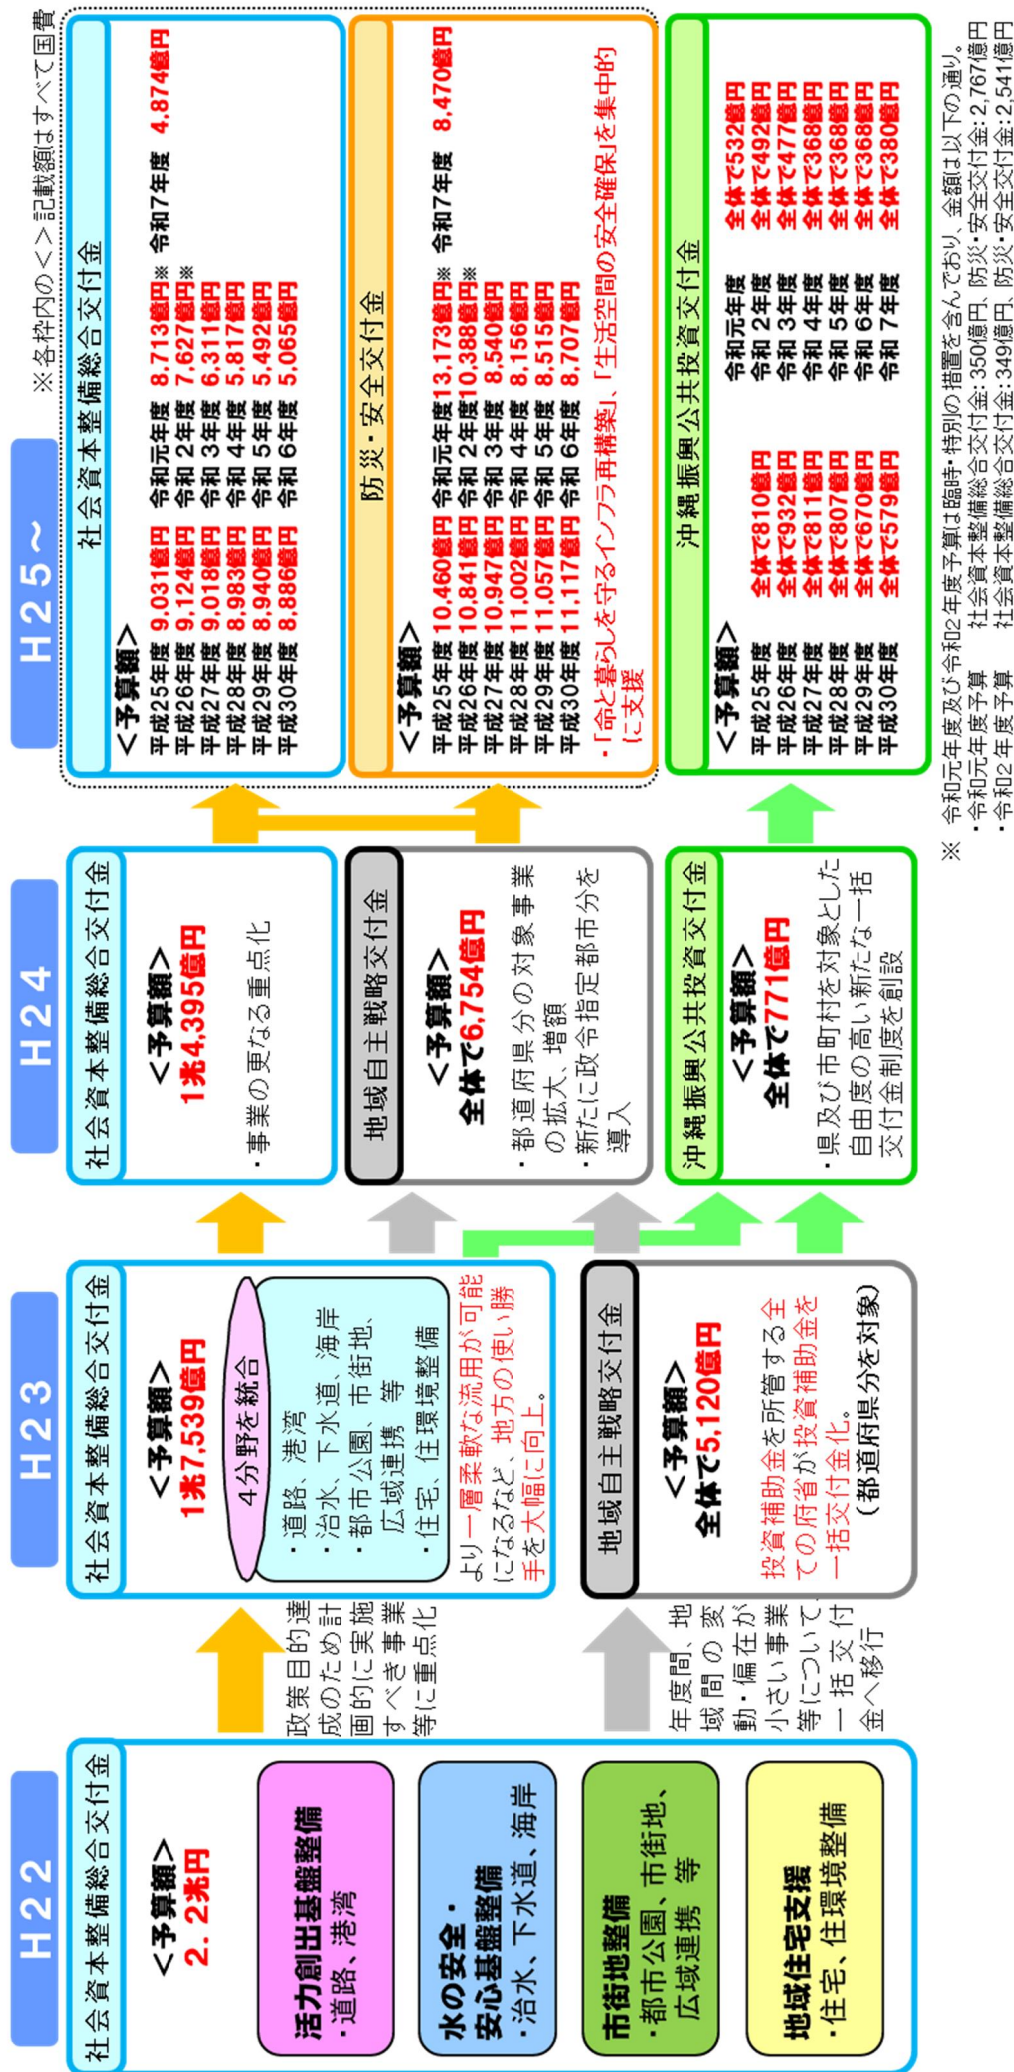 H22
社会資本整備総合交付金
<予算額>
2.2兆円
活力創出基盤整備
・道路、港湾
水の安全・
安心基盤整備
・治水、下水道、海岸
市街地整備
・都市公園、市街地、
広域連携 等
地域住宅支援
・住宅、住環境整備
政策目的達
成のため計
画的に実施
すべき事業
等に重点化
年度間、地
域間の変
動・偏在が
小さい事業
等について、
一括交付
金へ移行
H23
社会資本整備総合交付金
<予算額>
1兆7,539億円
4分野を統合
・道路、港湾
・治水、下水道、海岸
・都市公園、市街地、
広域連携 等
・住宅、住環境整備
より一層柔軟な流用が可能
になるなど、地方の使い勝
手を大幅に向上。
地域自主戦略交付金
<予算額>
全体で5,120億円
投資補助金を所管する全
ての府省が投資補助金を
一括交付金化。
(都道府県分を対象)
H24
社会資本整備総合交付金
<予算額>
1兆4,395億円
・事業の更なる重点化
地域自主戦略交付金
<予算額>
全体で6,754億円
・都道府県分の対象事業
の拡大、増額
・新たに政令指定都市分を
導入
沖縄振興公共投資交付金
<予算額>
全体で771億円
・県及び市町村を対象とした
自由度の高い新たな一括
交付金制度を創設
H25～
※各枠内の<>記載額はすべて国費
社会資本整備総合交付金
<予算額>
平成25年度 9,031億円 令和元年度 8,713億円※ 令和7年度 4,874億円
平成26年度 9,124億円 令和 2年度 7,627億円※
平成27年度 9,018億円 令和 3年度 6,311億円
平成28年度 8,983億円 令和 4年度 5,817億円
平成29年度 8,940億円 令和 5年度 5,492億円
平成30年度 8,886億円 令和 6年度 5,065億円
防災・安全交付金
<予算額>
平成25年度 10,460億円 令和元年度13,173億円※ 令和7年度 8,470億円
平成26年度 10,841億円 令和 2年度10,388億円※
平成27年度 10,947億円 令和 3年度 8,540億円
平成28年度 11,002億円 令和 4年度 8,156億円
平成29年度 11,057億円 令和 5年度 8,515億円
平成30年度 11,117億円 令和 6年度 8,707億円
・「命と暮らしを守るインフラ再構築」、「生活空間の安全確保」を集中的
に支援
沖縄振興公共投資交付金
<予算額>
平成25年度 全体で810億円 令和元年度 全体で532億円
平成26年度 全体で932億円 令和 2年度 全体で492億円
平成27年度 全体で811億円 令和 3年度 全体で477億円
平成28年度 全体で807億円 令和 4年度 全体で368億円
平成29年度 全体で670億円 令和 5年度 全体で368億円
平成30年度 全体で579億円 令和 6年度 全体で368億円
令和 7年度 全体で380億円
※ 令和元年度及び令和2年度予算は臨時・特別の措置を含んでおり、金額は以下の通り。
・令和元年度予算 社会資本整備総合交付金:350億円、防災・安全交付金:2,767億円
・令和2年度予算 社会資本整備総合交付金:349億円、防災・安全交付金:2,541億円